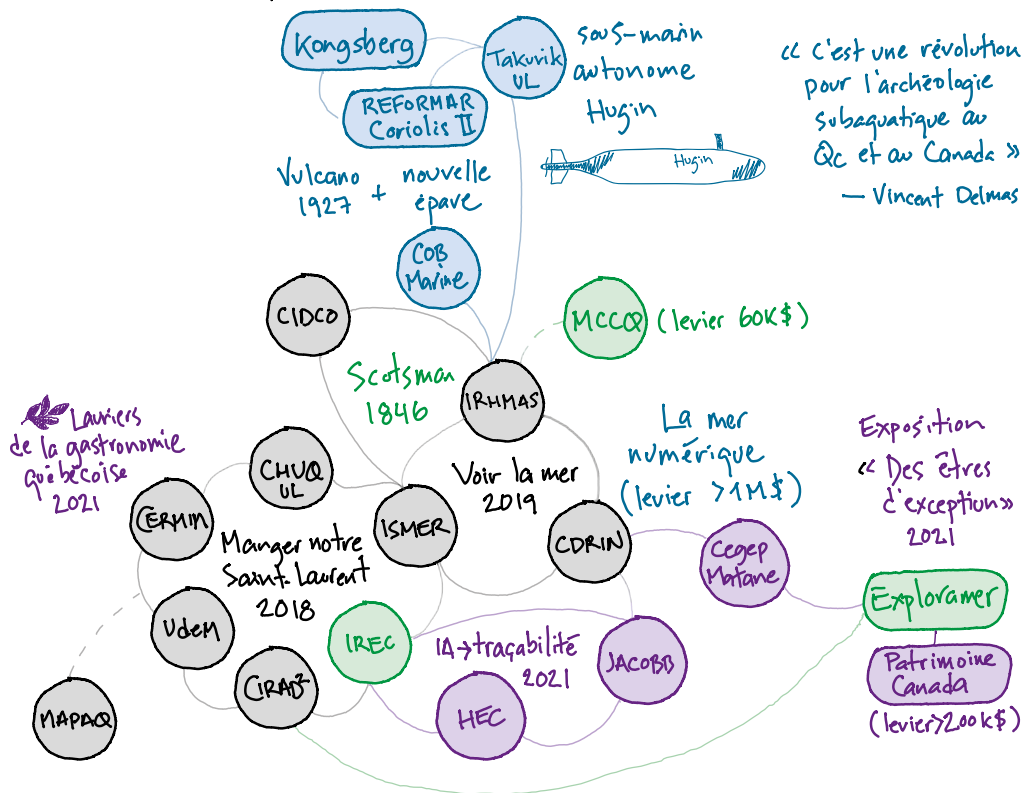 Kongsberg
Takuvik
UL
REFORMAR
Coriolis II
sous-marin
autonome
Hugin
Hugin
« C'est une révolution
pour l'archéologie
subaquatique au
Qc et au Canada »
— Vincent Delmas
Vulcano + nouvelle
1927 épave
COB
Marine
CIDCO
MCCQ (levier 60K$)
Scotsman
1846
IRHMAS
Lauriers
de la gastronomie
québécoise
2021
La mer
numérique
(levier >1M$)
Exposition
« Des êtres
d'exception»
2021
CHUQ
UL
Voir la mer
2019
CERMIN
ISMER
CDRIN
Manger notre
Saint-Laurent
2018
Cegep
Matane
Exploramer
UdeM
IREC
IA→traçabilité
2021
JACOBB
Patrimoine
Canada
(levier>200K$)
CIRAD²
MAPAQ
HEC